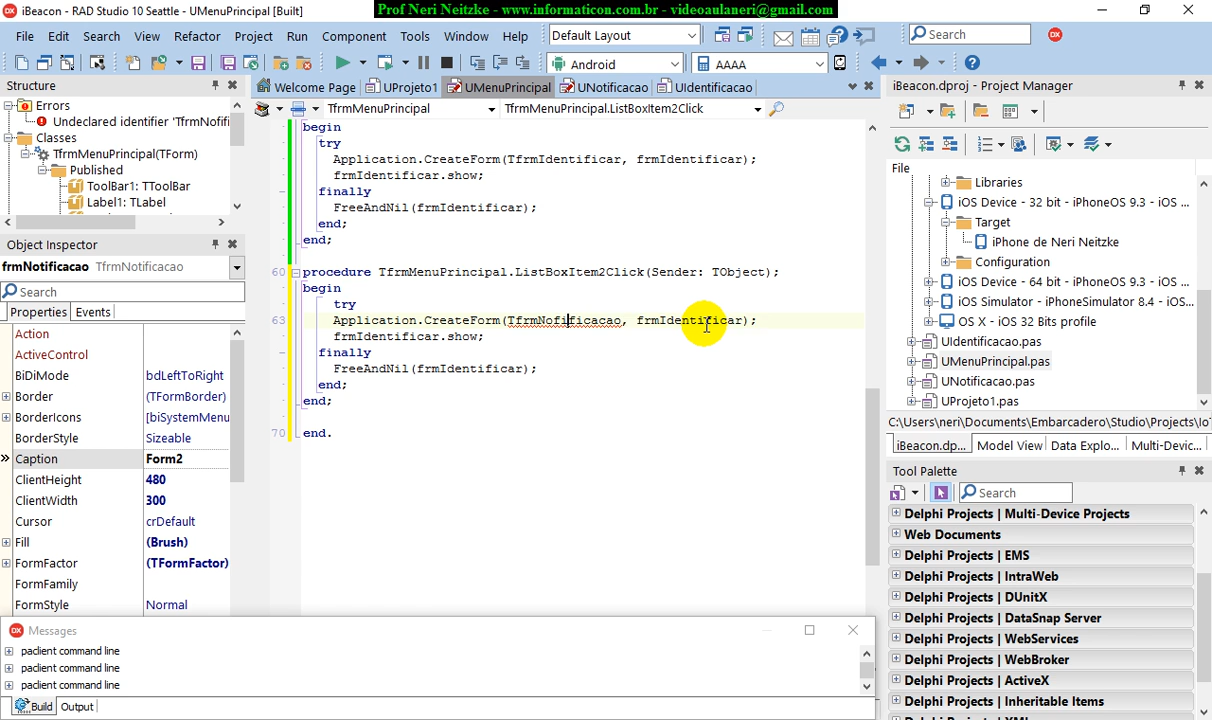 iBeacon - RAD Studio 10 Seattle - UMenuPrincipal [Built]
Prof Neri Neitzke - www.informaticon.com.br - videoaulaneri@gmail.com
File Edit Search View Refactor Project Run Component Tools Window Help
Default Layout
Search
Android
AAAA
Structure
Errors
Undeclared identifier 'Tfrm
Classes
TfrmMenuPrincipal(TForm)
Published
ToolBar1: TToolBar
Label1: TLabel
Object Inspector
frmNotificacao TfrmNotificacao
Search
Properties Events
Action
ActiveControl
BiDiMode bdLeftToRight
Border (TFormBorder)
BorderIcons [biSystemMenu
BorderStyle Sizeable
Caption Form2
ClientHeight 480
ClientWidth 300
Cursor crDefault
Fill (Brush)
FormFactor (TFormFactor)
FormFamily
FormStyle Normal
Welcome Page UProjeto1 UMenuPrincipal UNotificacao UIdentificacao
TfrmMenuPrincipal TfrmMenuPrincipal.ListBoxItem2Click
begin
try
Application.CreateForm(TfrmIdentificar, frmIdentificar);
frmIdentificar.show;
finally
FreeAndNil(frmIdentificar);
end;
end;
60 procedure TfrmMenuPrincipal.ListBoxItem2Click(Sender: TObject);
begin
try
63 Application.CreateForm(TfrmNofificacao, frmIdentificar);
frmIdentificar.show;
finally
FreeAndNil(frmIdentificar);
end;
end;
70 end.
Messages
paclient command line
paclient command line
paclient command line
Build Output
iBeacon.dproj - Project Manager
File
Libraries
iOS Device - 32 bit - iPhoneOS 9.3 - iOS ...
Target
iPhone de Neri Neitzke
Configuration
iOS Device - 64 bit - iPhoneOS 9.3 - iOS ...
iOS Simulator - iPhoneSimulator 8.4 - iOS...
OS X - iOS 32 Bits profile
UIdentificacao.pas
UMenuPrincipal.pas
UNotificacao.pas
UProjeto1.pas
C:\Users\neri\Documents\Embarcadero\Studio\Projects\Io
iBeacon.dp... Model View Data Explo... Multi-Devic...
Tool Palette
Search
Delphi Projects | Multi-Device Projects
Web Documents
Delphi Projects | EMS
Delphi Projects | IntraWeb
Delphi Projects | DUnitX
Delphi Projects | DataSnap Server
Delphi Projects | WebServices
Delphi Projects | WebBroker
Delphi Projects | ActiveX
Delphi Projects | Inheritable Items